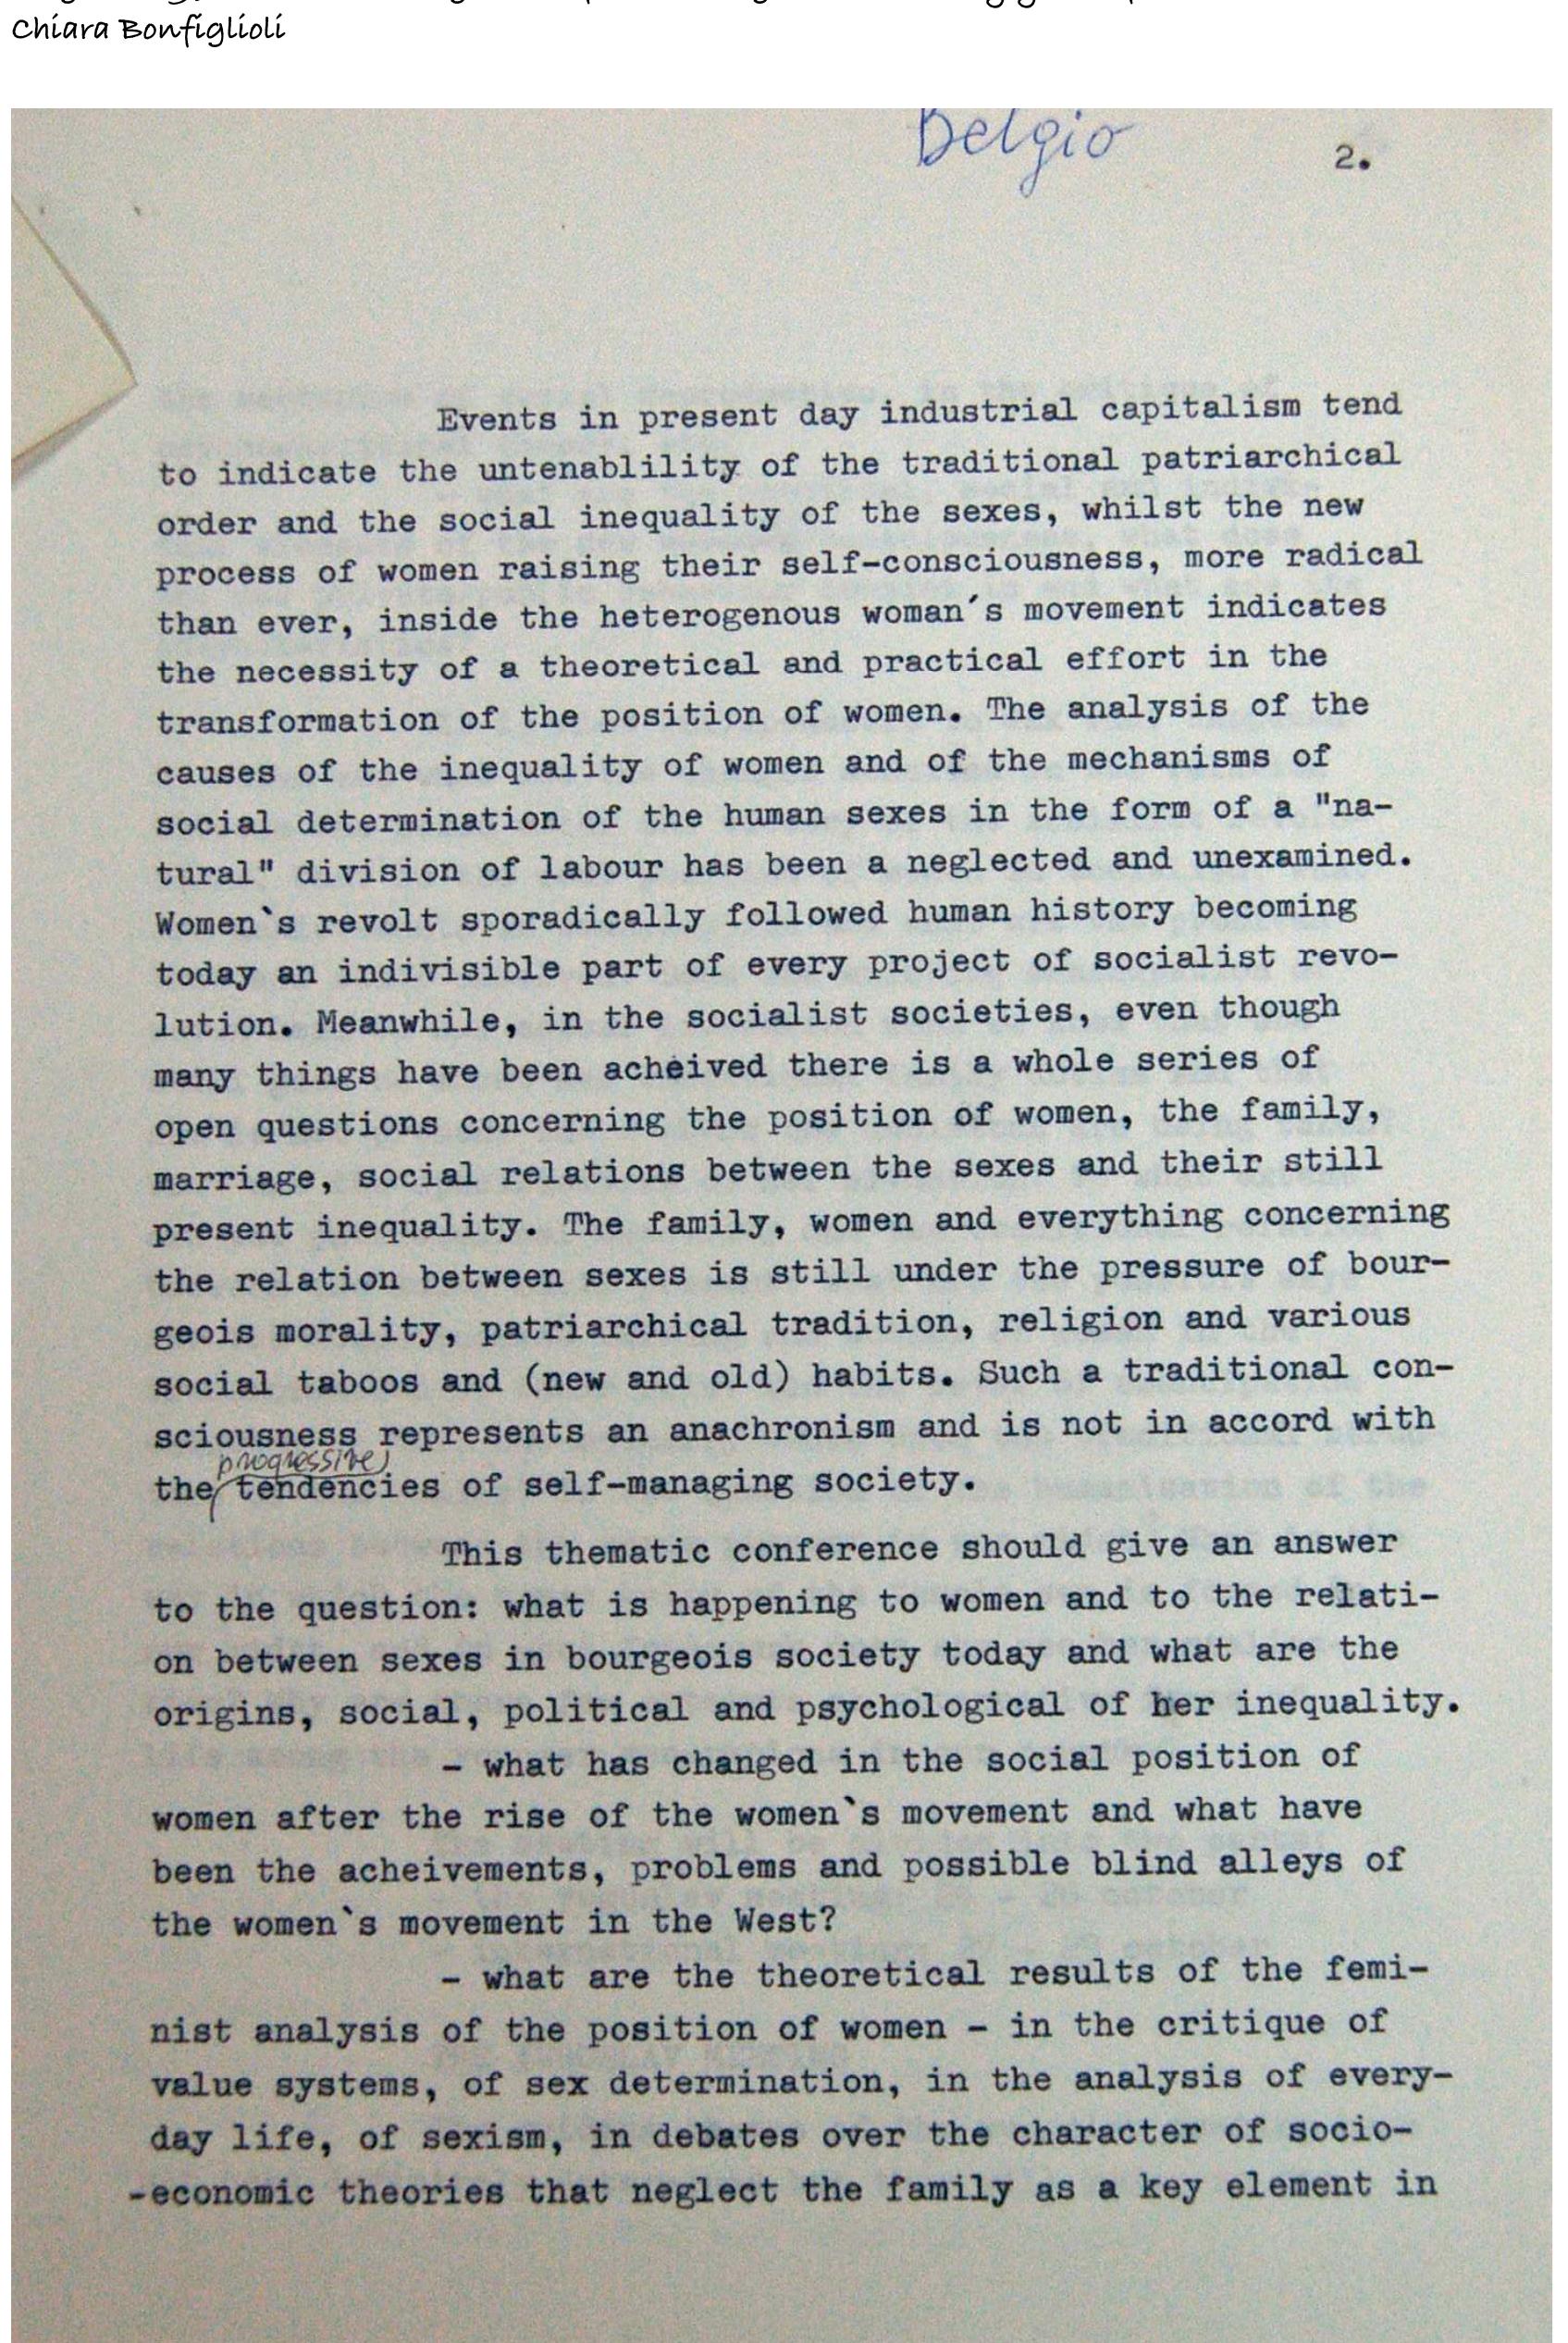 Chiara Bonfiglioli
Belgio
2.
Events in present day industrial capitalism tend
to indicate the untenablility of the traditional patriarchical
order and the social inequality of the sexes, whilst the new
process of women raising their self-consciousness, more radical
than ever, inside the heterogenous woman´s movement indicates
the necessity of a theoretical and practical effort in the
transformation of the position of women. The analysis of the
causes of the inequality of women and of the mechanisms of
social determination of the human sexes in the form of a "na-
tural" division of labour has been a neglected and unexamined.
Women`s revolt sporadically followed human history becoming
today an indivisible part of every project of socialist revo-
lution. Meanwhile, in the socialist societies, even though
many things have been acheived there is a whole series of
open questions concerning the position of women, the family,
marriage, social relations between the sexes and their still
present inequality. The family, women and everything concerning
the relation between sexes is still under the pressure of bour-
geois morality, patriarchical tradition, religion and various
social taboos and (new and old) habits. Such a traditional con-
sciousness represents an anachronism and is not in accord with
progressive
the tendencies of self-managing society.
This thematic conference should give an answer
to the question: what is happening to women and to the relati-
on between sexes in bourgeois society today and what are the
origins, social, political and psychological of her inequality.
- what has changed in the social position of
women after the rise of the women`s movement and what have
been the acheivements, problems and possible blind alleys of
the women`s movement in the West?
- what are the theoretical results of the femi-
nist analysis of the position of women - in the critique of
value systems, of sex determination, in the analysis of every-
day life, of sexism, in debates over the character of socio-
-economic theories that neglect the family as a key element in